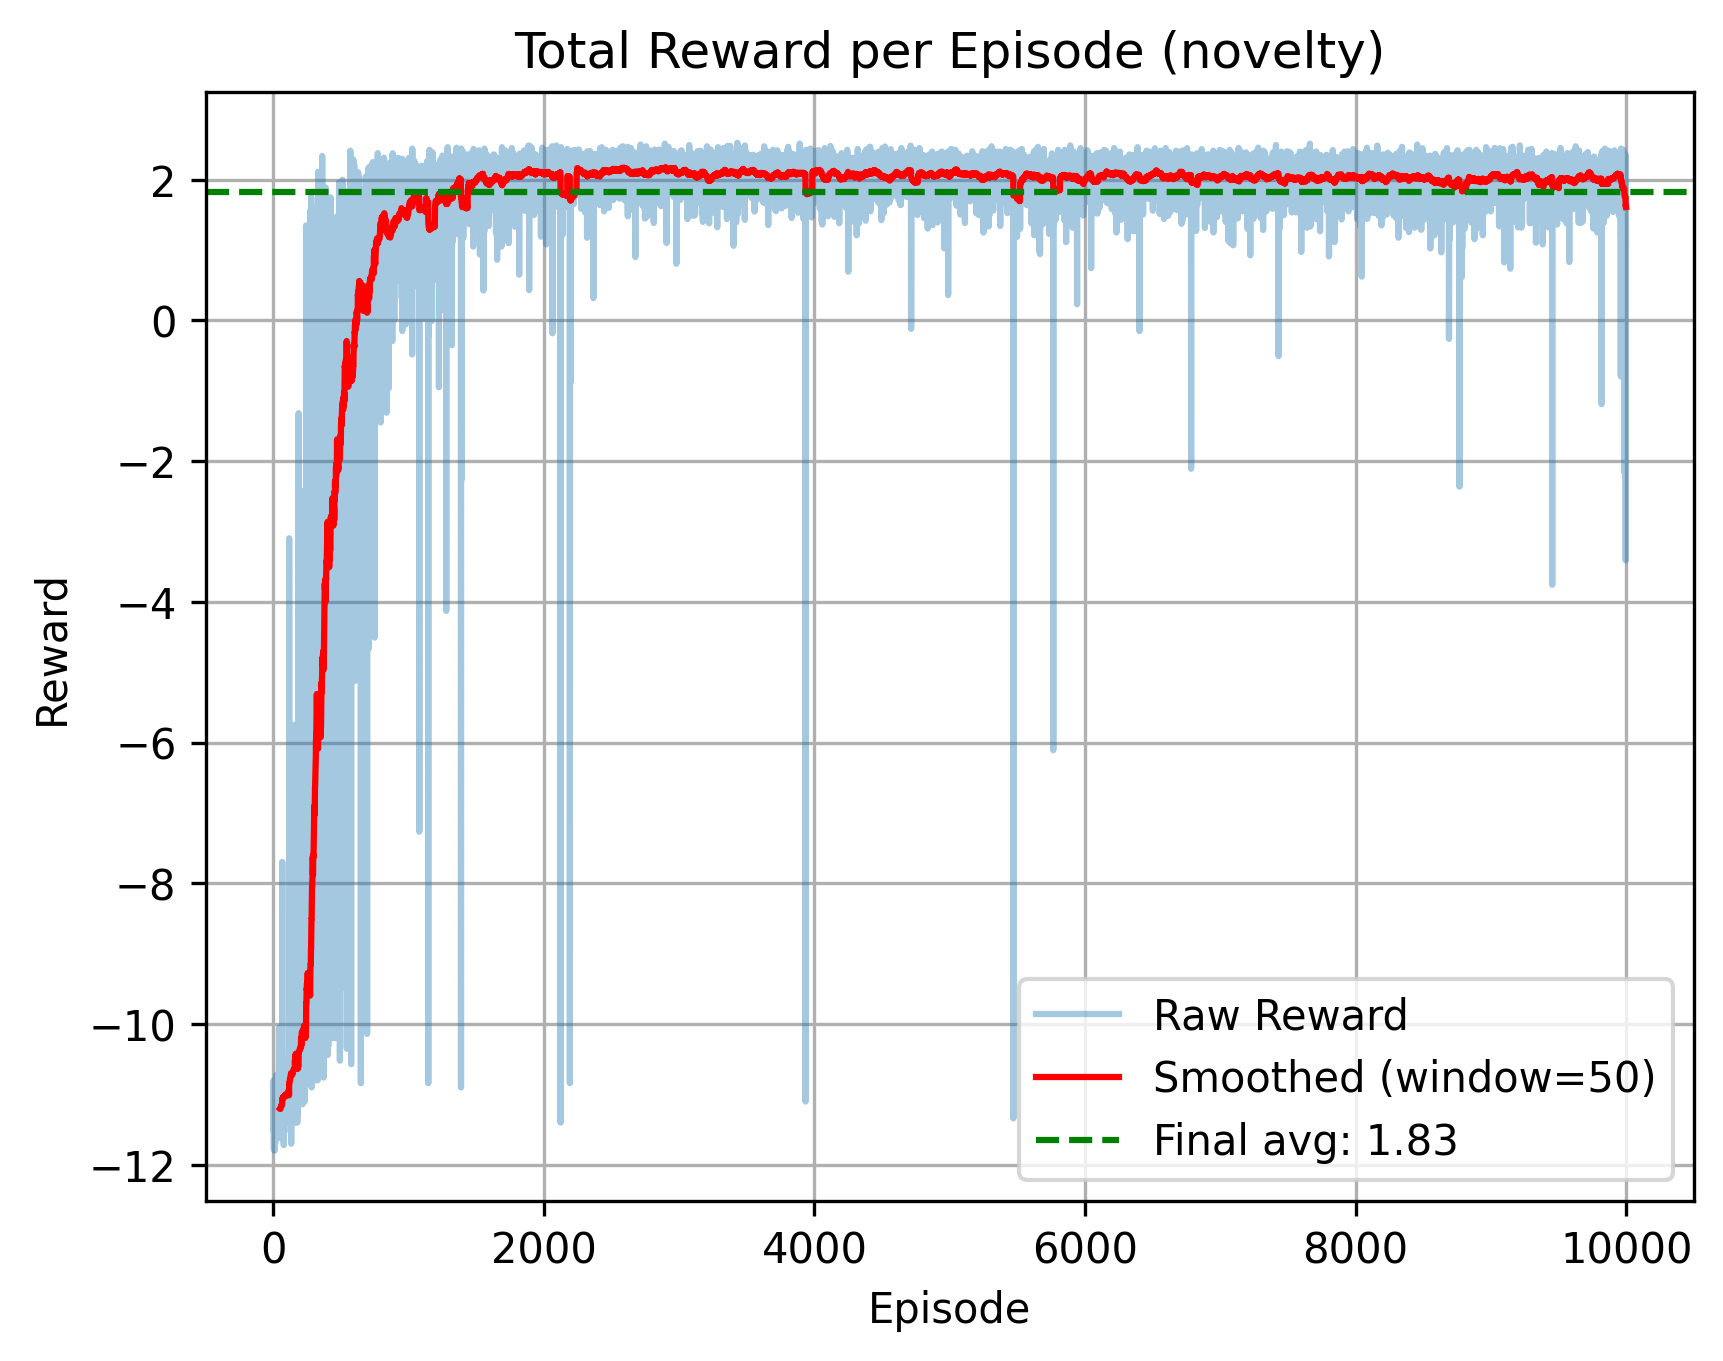 Total Reward per Episode (novelty)
2
0
−2
−4
−6
−8
−10
−12
Reward
Raw Reward
Smoothed (window=50)
Final avg: 1.83
0 2000 4000 6000 8000 10000
Episode